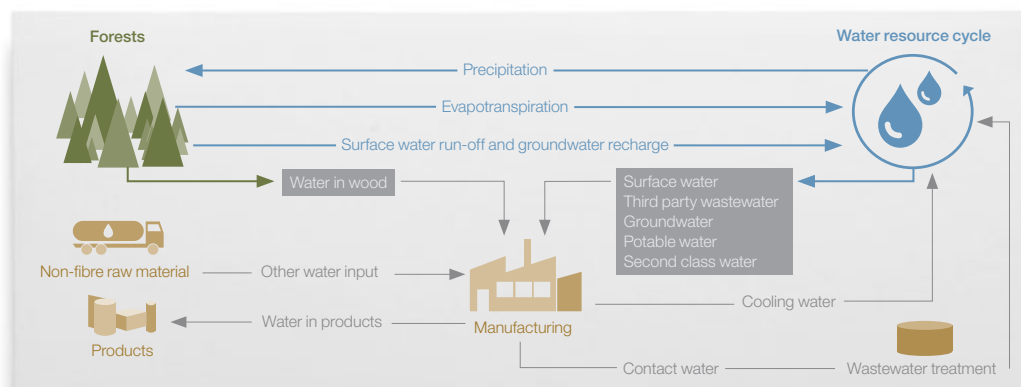 Forests
Water resource cycle
Precipitation
Evapotranspiration
Surface water run-off and groundwater recharge
Water in wood
Surface water
Third party wastewater
Groundwater
Potable water
Second class water
Non-fibre raw material
Other water input
Cooling water
Water in products
Manufacturing
Products
Contact water
Wastewater treatment